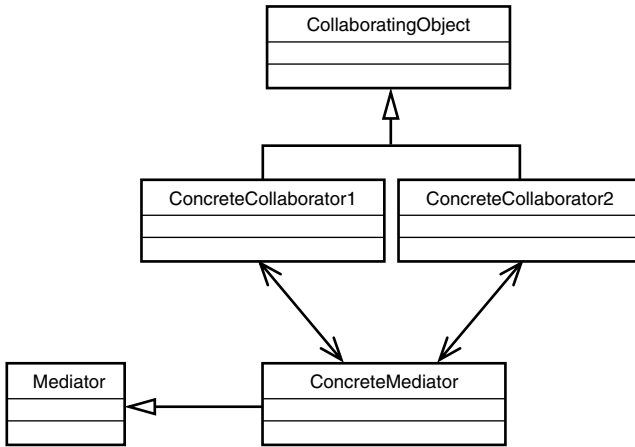 CollaboratingObject
ConcreteCollaborator1
ConcreteCollaborator2
Mediator
ConcreteMediator